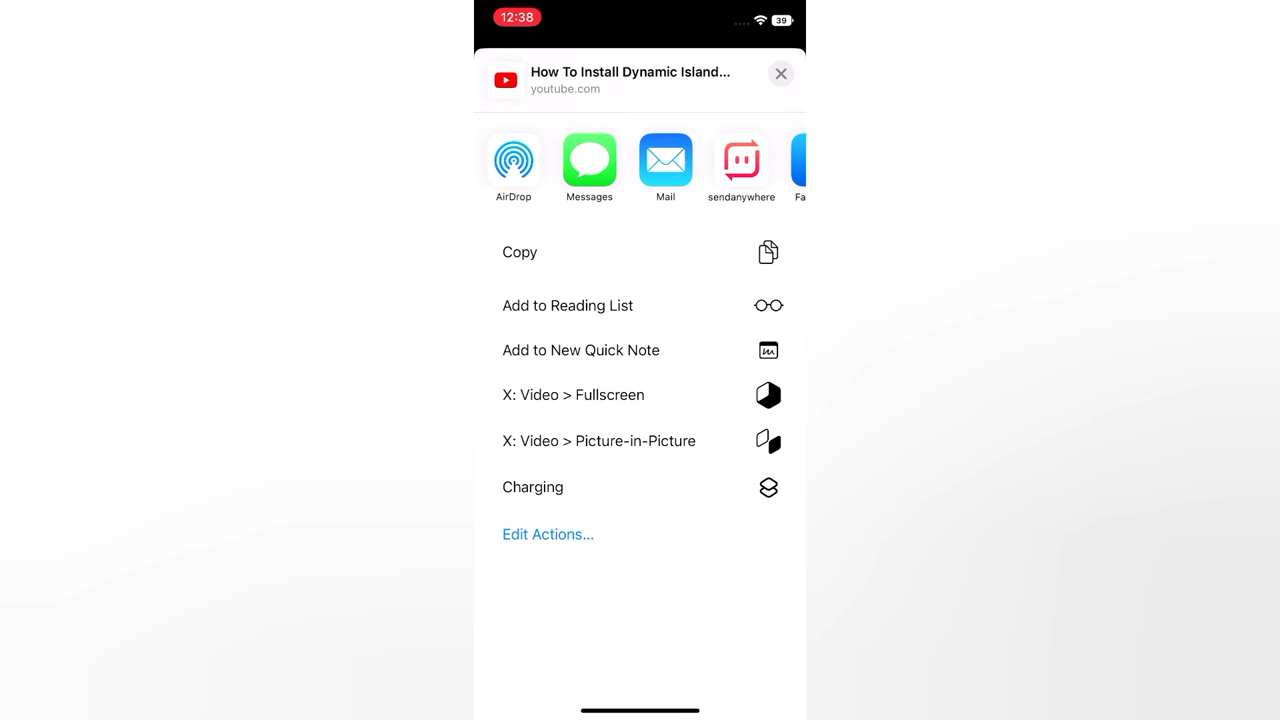 12:38
39
How To Install Dynamic Island...
youtube.com
AirDrop
Messages
Mail
sendanywhere
Fa
Copy
Add to Reading List
Add to New Quick Note
X: Video > Fullscreen
X: Video > Picture-in-Picture
Charging
Edit Actions...